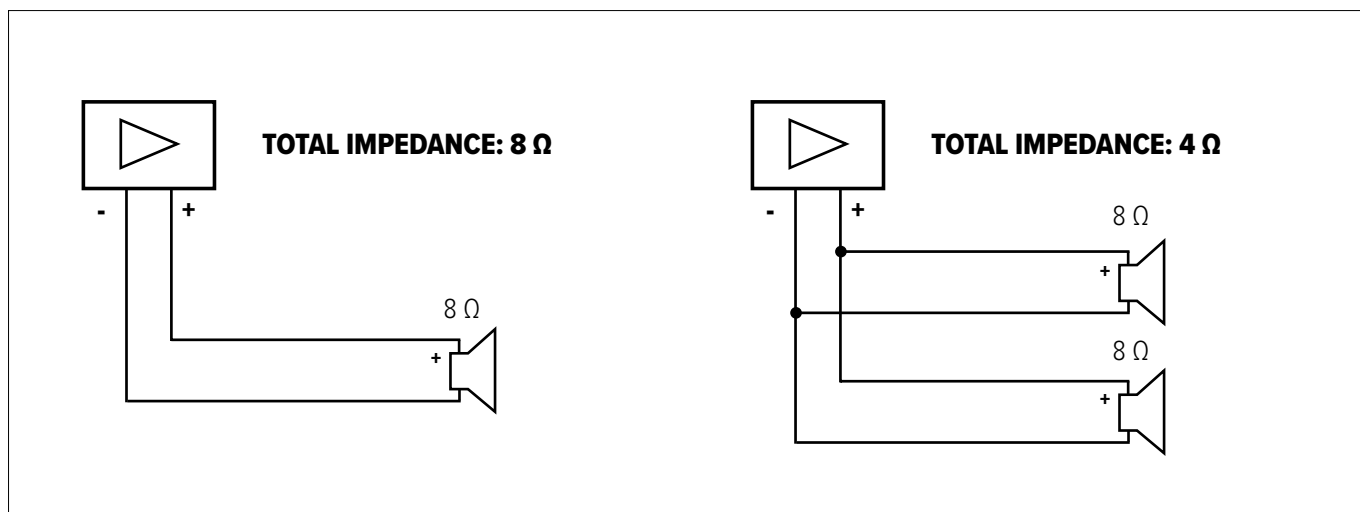 TOTAL IMPEDANCE: 8 Ω
- +
8 Ω
+
TOTAL IMPEDANCE: 4 Ω
- +
8 Ω
+
8 Ω
+